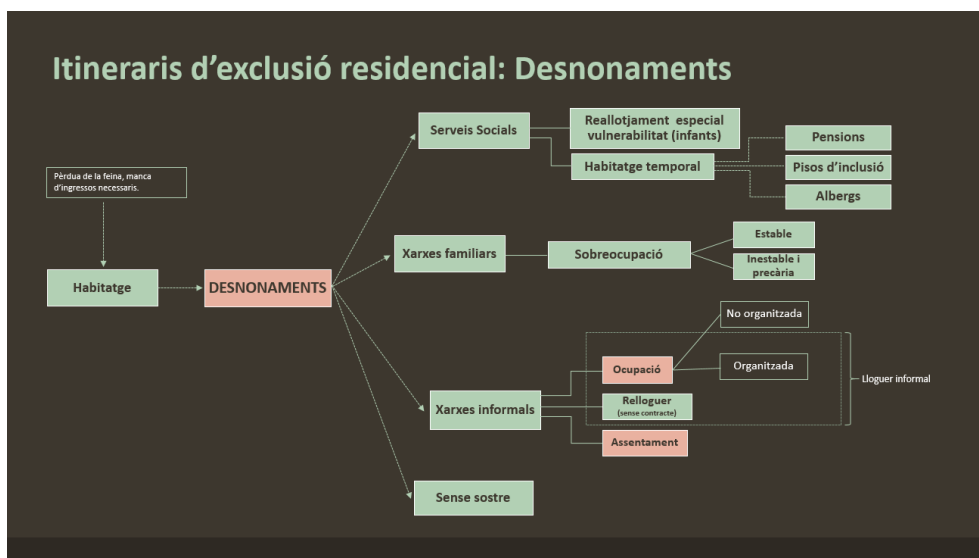 Itineraris d’exclusió residencial: Desnonaments
Serveis Socials
Reallotjament especial
vulnerabilitat (infants)
Habitatge temporal
Pensions
Pisos d’inclusió
Albergs
Pèrdua de la feina, manca
d’ingressos necessaris.
Habitatge
DESNONAMENTS
Xarxes familiars
Sobreocupació
Estable
Inestable i
precària
Xarxes informals
Ocupació
No organitzada
Organitzada
Relloguer
(sense contracte)
Assentament
Lloguer informal
Sense sostre